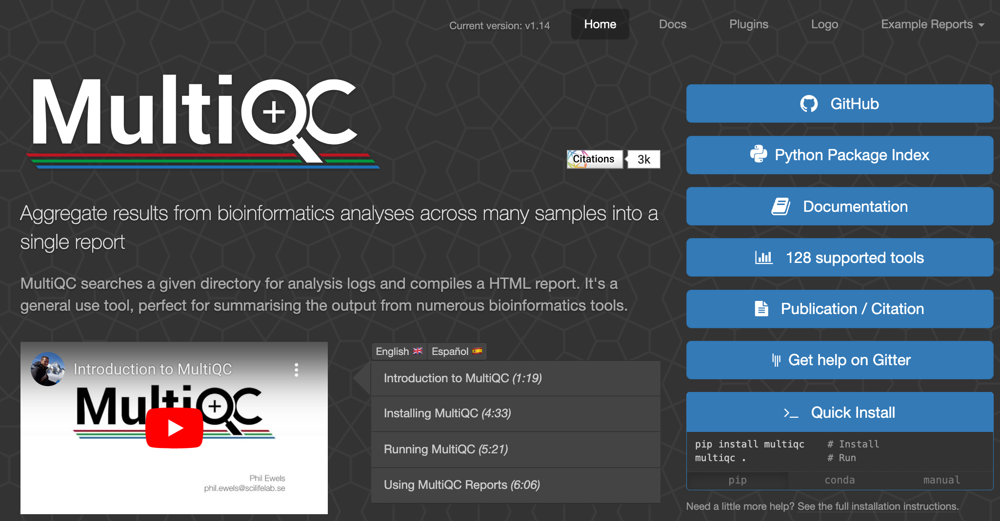 Current version: v1.14
Home
Docs
Plugins
Logo
Example Reports
MultiQC
Citations
3k
Aggregate results from bioinformatics analyses across many samples into a
single report
MultiQC searches a given directory for analysis logs and compiles a HTML report. It's a
general use tool, perfect for summarising the output from numerous bioinformatics tools.
Introduction to MultiQC
MultiQC
Phil Ewels
phil.ewels@scilifelab.se
English
Español
Introduction to MultiQC (1:19)
Installing MultiQC (4:33)
Running MultiQC (5:21)
Using MultiQC Reports (6:06)
GitHub
Python Package Index
Documentation
128 supported tools
Publication / Citation
Get help on Gitter
>_ Quick Install
pip install multiqc # Install
multiqc . # Run
pip
conda
manual
Need a little more help? See the full installation instructions.